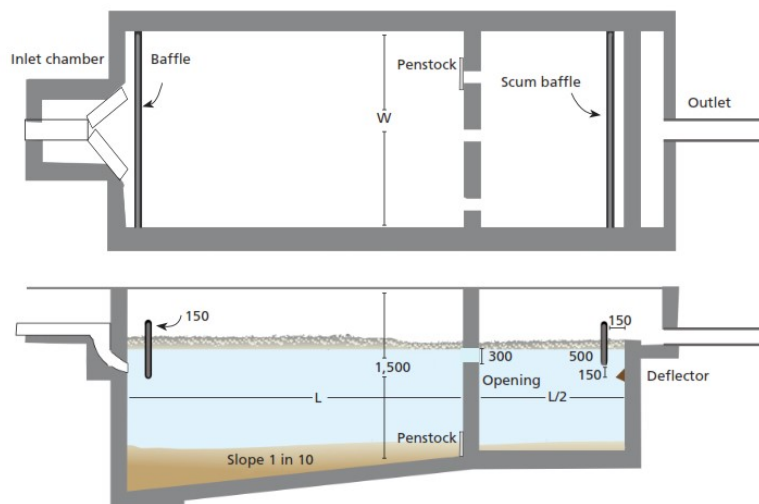 Inlet chamber
Baffle
Penstock
Scum baffle
Outlet
W
150
150
300
500
1,500
150
Opening
Deflector
L
L/2
Penstock
Slope 1 in 10